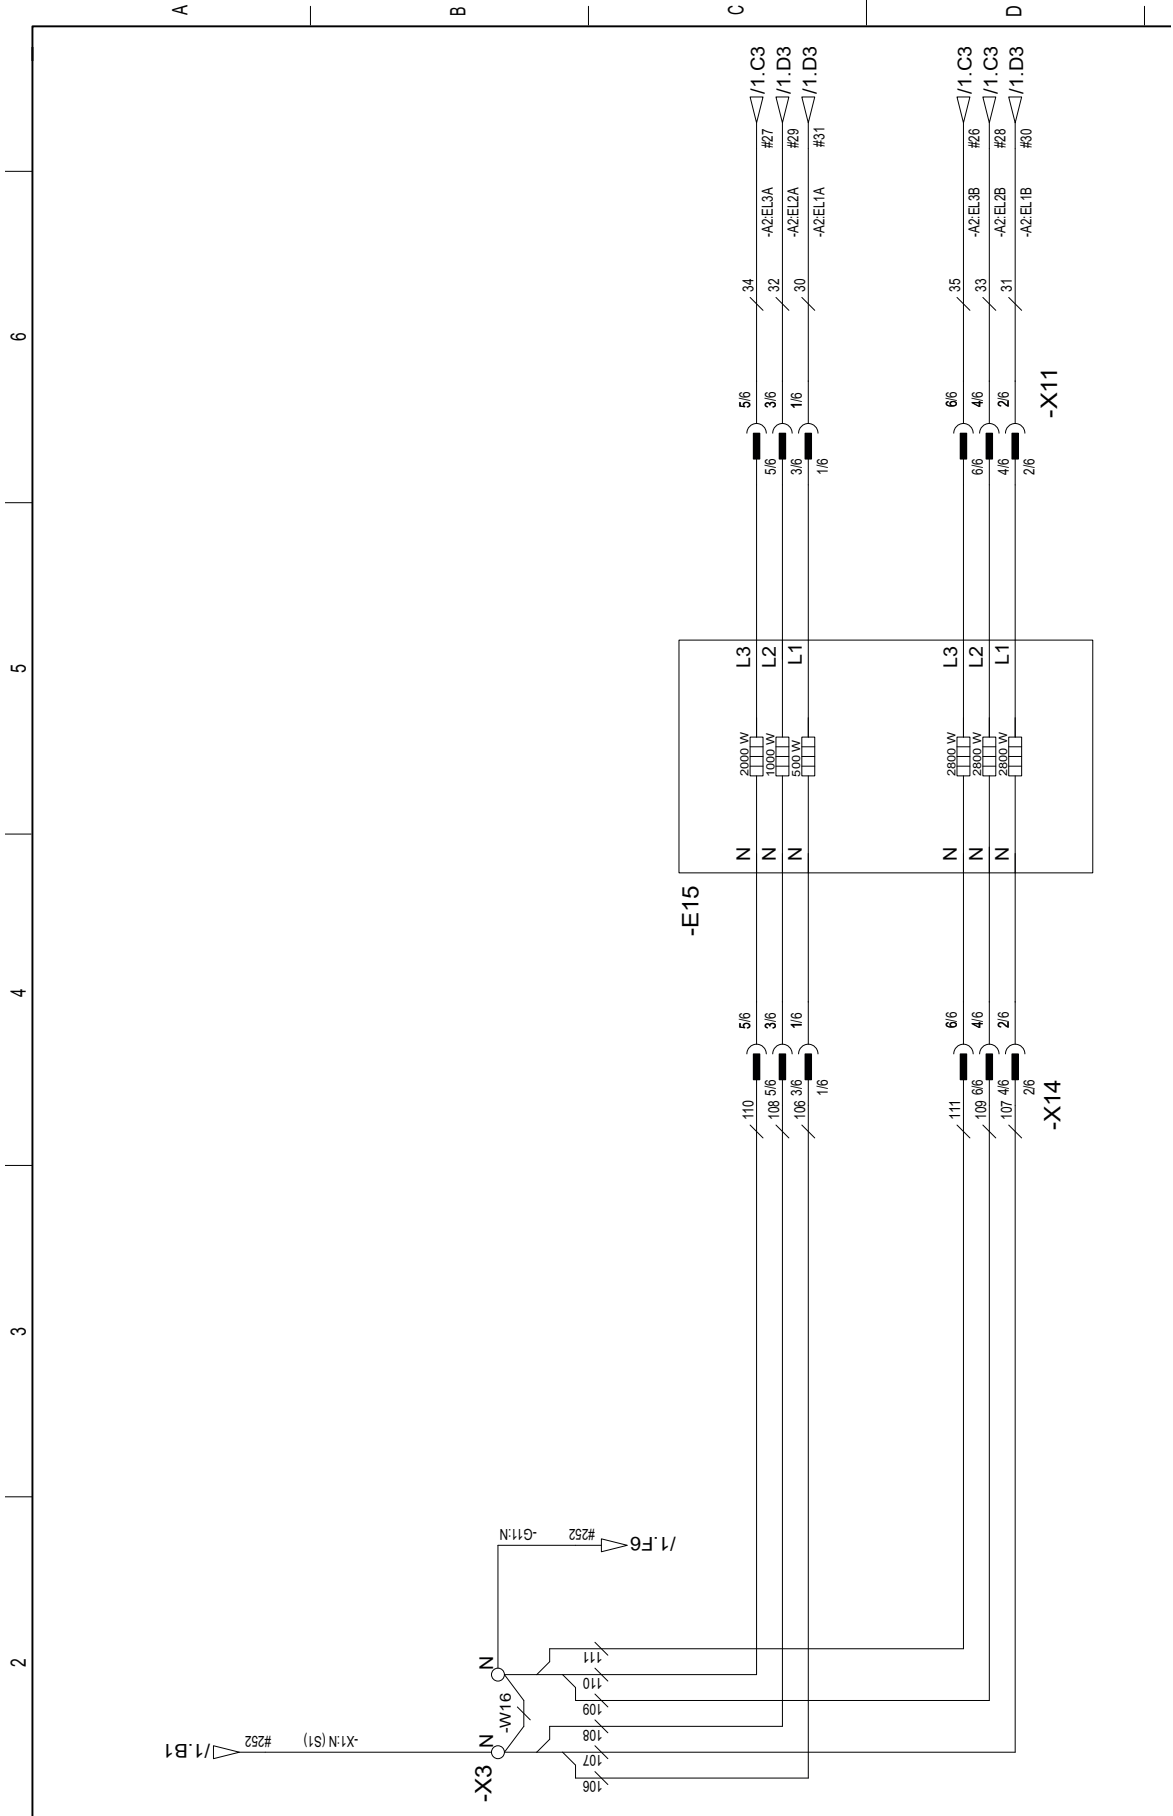 A
B
C
D
6
5
4
3
2
/1.C3
/1.D3
/1.D3
/1.C3
/1.C3
/1.D3
#27
#29
#31
#26
#28
#30
-A2:EL3A
-A2:EL2A
-A2:EL1A
-A2:EL3B
-A2:EL2B
-A2:EL1B
34
32
30
35
33
31
5/6
3/6
1/6
6/6
4/6
2/6
-X11
5/6
3/6
1/6
6/6
4/6
2/6
L3
L2
L1
L3
L2
L1
2000 W
1000 W
500 W
2800 W
2800 W
2800 W
N
N
N
N
N
N
-E15
5/6
3/6
1/6
6/6
4/6
2/6
110
108 5/6
106 3/6
1/6
111
109 6/6
107 4/6
2/6
-X14
-G11:N
#252
/1.F6
N
-W16
N
-X3
/1.B1
#252
-X1:N (S1)
111
110
109
108
107
106